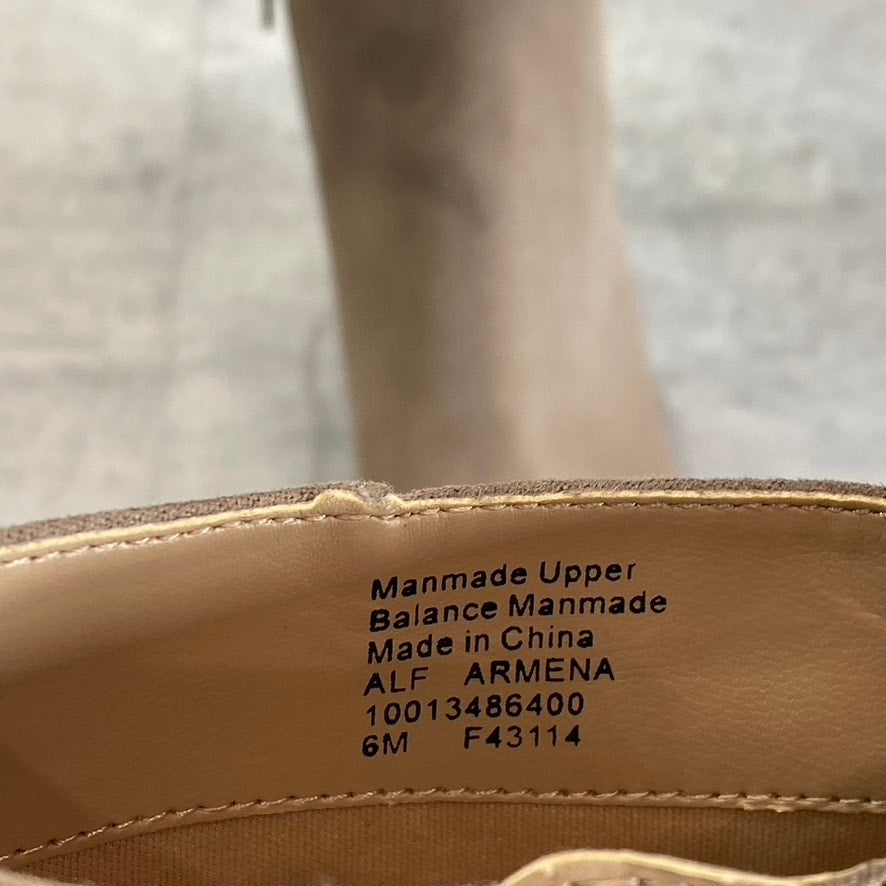 Manmade Upper
Balance Manmade
Made in China
ALF ARMENA
10013486400
6M F43114